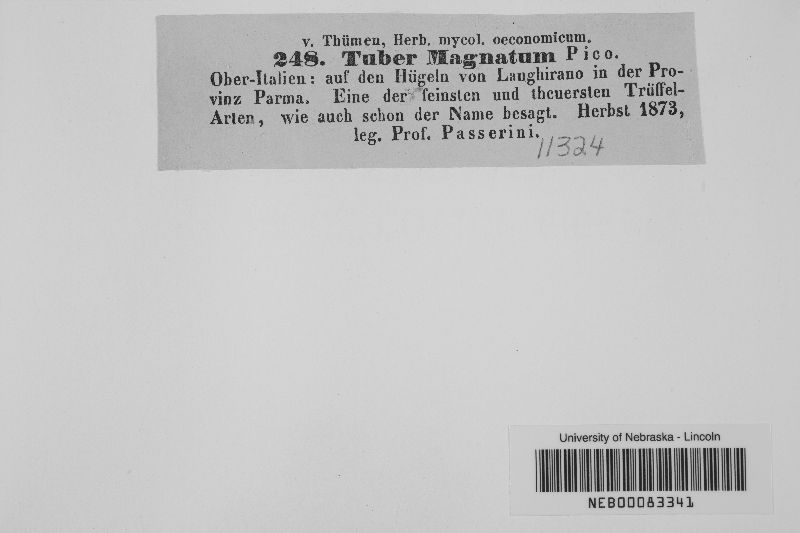 v. Thümen, Herb. mycol. oeconomicum.
248. Tuber Magnatum Pico.
Ober-Italien: auf den Hügeln von Langhirano in der Pro-
vinz Parma. Eine der feinsten und theuersten Trüffel-
Arten, wie auch schon der Name besagt. Herbst 1873,
leg. Prof. Passerini.
11324
University of Nebraska - Lincoln
NEB00083341